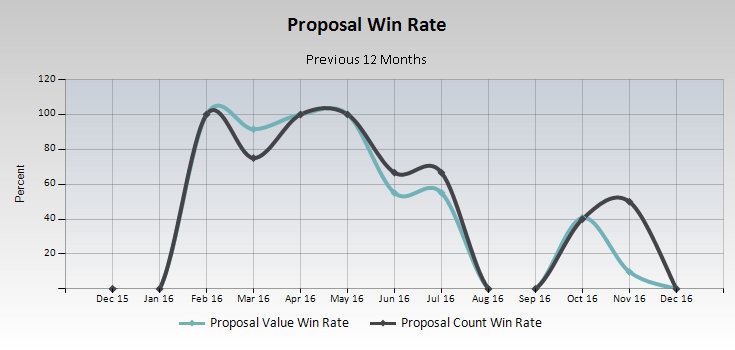 Proposal Win Rate
Previous 12 Months
Percent
120
100
80
60
40
20
Dec 15 Jan 16 Feb 16 Mar 16 Apr 16 May 16 Jun 16 Jul 16 Aug 16 Sep 16 Oct 16 Nov 16 Dec 16
Proposal Value Win Rate Proposal Count Win Rate